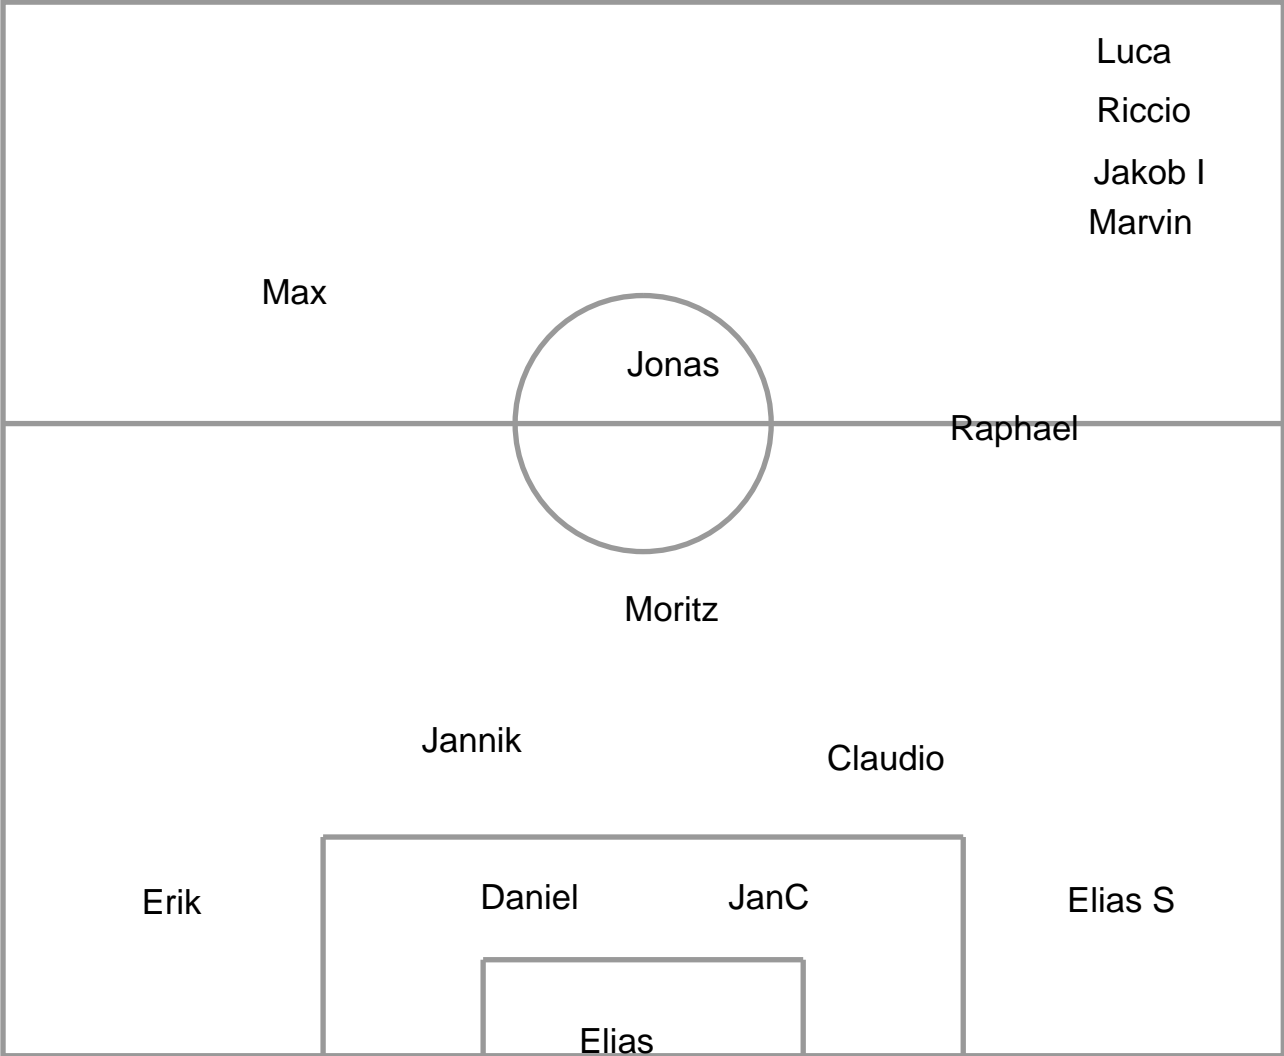 Luca
Riccio
Jakob I
Marvin
Max
Jonas
Raphael
Moritz
Jannik
Claudio
Erik
Daniel
JanC
Elias S
Elias